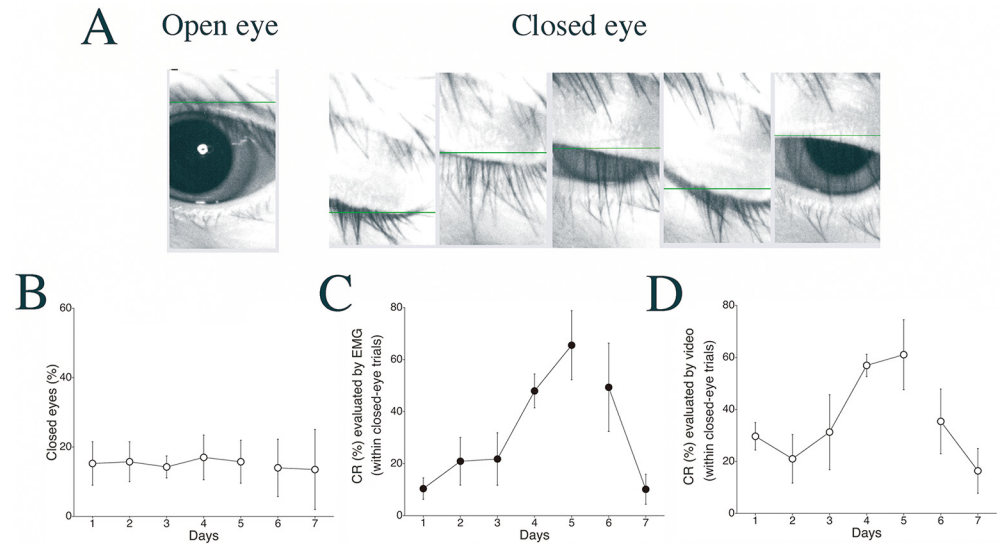 A
Open eye
Closed eye
B
60
40
20
0
Closed eyes (%)
1 2 3 4 5 6 7
Days
C
80
60
40
20
0
CR (%) evaluated by EMG
(within closed-eye trials)
1 2 3 4 5 6 7
Days
D
80
60
40
20
0
CR (%) evaluated by video
(within closed-eye trials)
1 2 3 4 5 6 7
Days